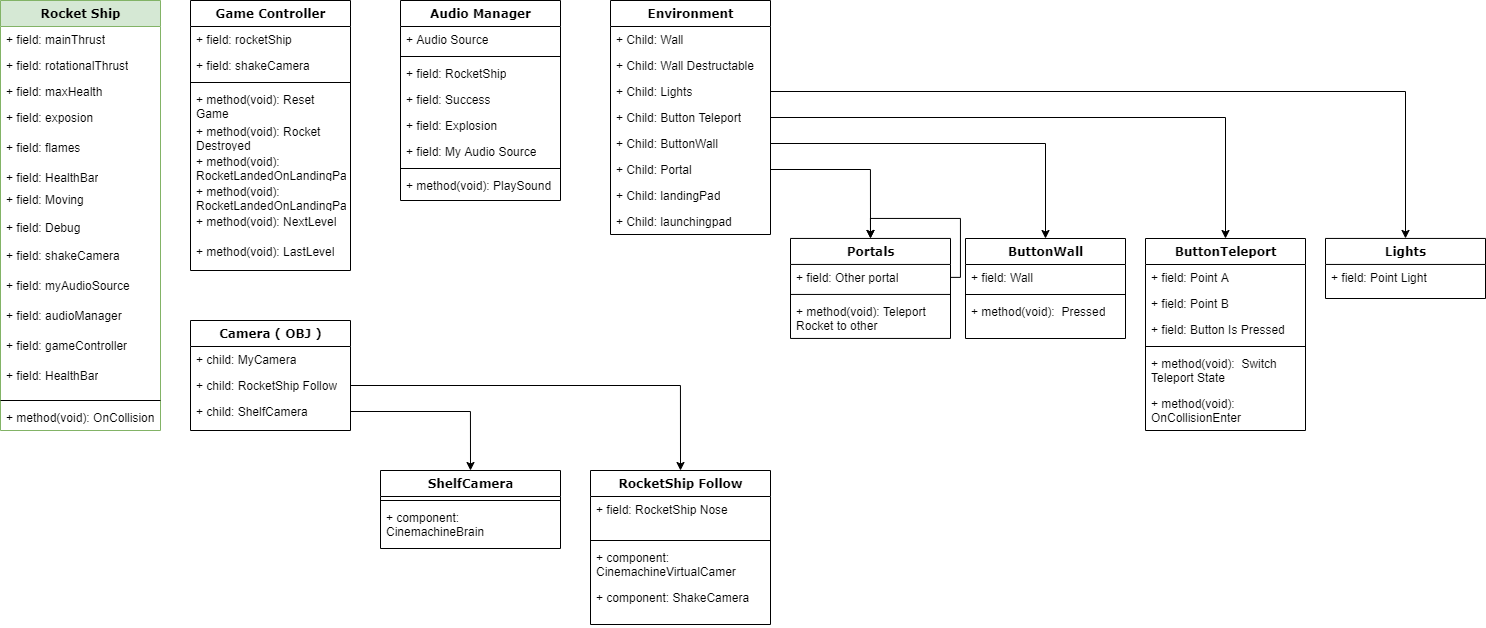 Rocket Ship
+ field: mainThrust
+ field: rotationalThrust
+ field: maxHealth
+ field: exposion
+ field: flames
+ field: HealthBar
+ field: Moving
+ field: Debug
+ field: shakeCamera
+ field: myAudioSource
+ field: audioManager
+ field: gameController
+ field: HealthBar
+ method(void): OnCollision
Game Controller
+ field: rocketShip
+ field: shakeCamera
+ method(void): Reset
Game
+ method(void): Rocket
Destroyed
+ method(void):
RocketLandedOnLandingPa
+ method(void):
RocketLandedOnLandingPa
+ method(void): NextLevel
+ method(void): LastLevel
Audio Manager
+ Audio Source
+ field: RocketShip
+ field: Success
+ field: Explosion
+ field: My Audio Source
+ method(void): PlaySound
Environment
+ Child: Wall
+ Child: Wall Destructable
+ Child: Lights
+ Child: Button Teleport
+ Child: ButtonWall
+ Child: Portal
+ Child: landingPad
+ Child: launchingpad
Portals
+ field: Other portal
+ method(void): Teleport
Rocket to other
ButtonWall
+ field: Wall
+ method(void):  Pressed
ButtonTeleport
+ field: Point A
+ field: Point B
+ field: Button Is Pressed
+ method(void):  Switch
Teleport State
+ method(void):
OnCollisionEnter
Lights
+ field: Point Light
Camera ( OBJ )
+ child: MyCamera
+ child: RocketShip Follow
+ child: ShelfCamera
ShelfCamera
+ component:
CinemachineBrain
RocketShip Follow
+ field: RocketShip Nose
+ component:
CinemachineVirtualCamer
+ component: ShakeCamera